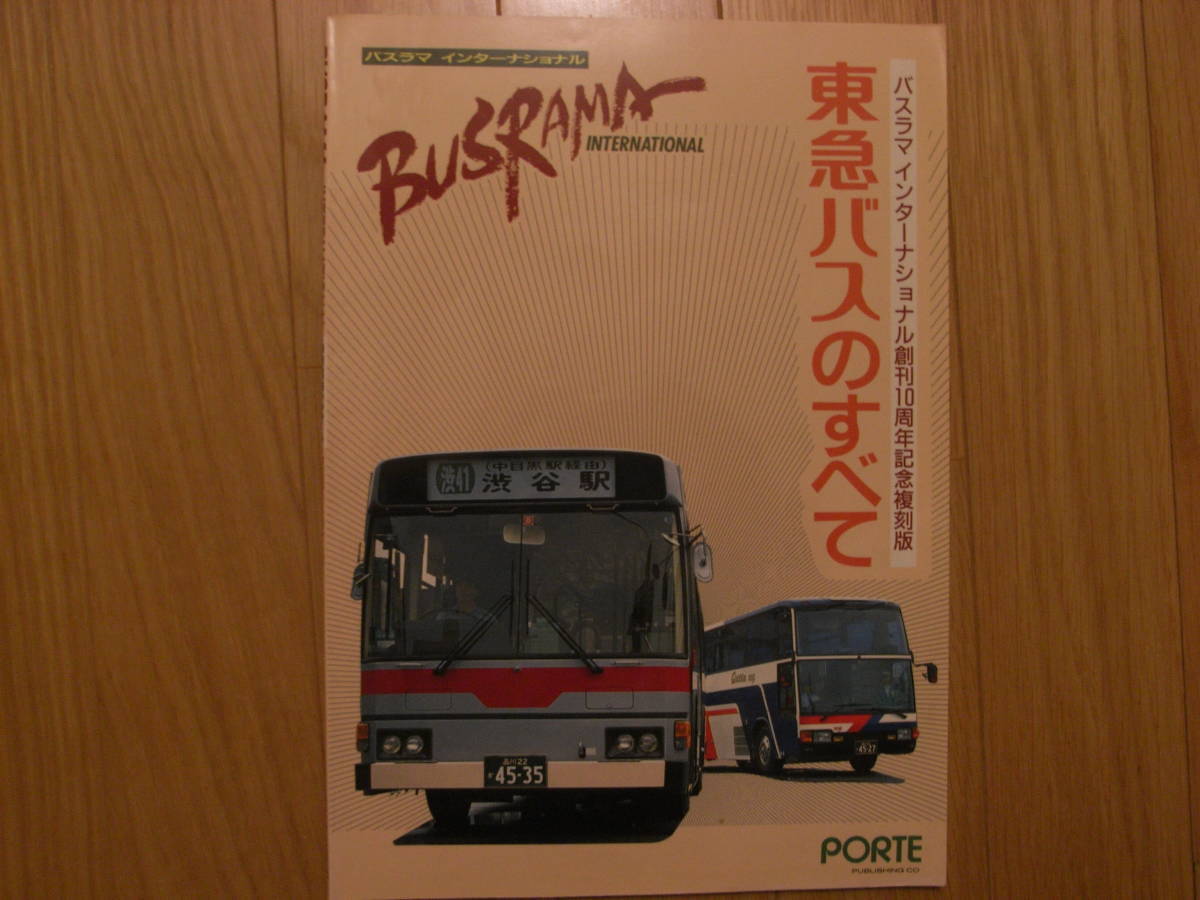 バスラマ インターナショナル
BUSRAMA
INTERNATIONAL
バスラマ インターナショナル創刊10周年記念複刻版
東急バスのすべて
渋41
(中目黒駅経由)
渋谷駅
品川22
45-35
45-27
PORTE
PUBLISHING CO